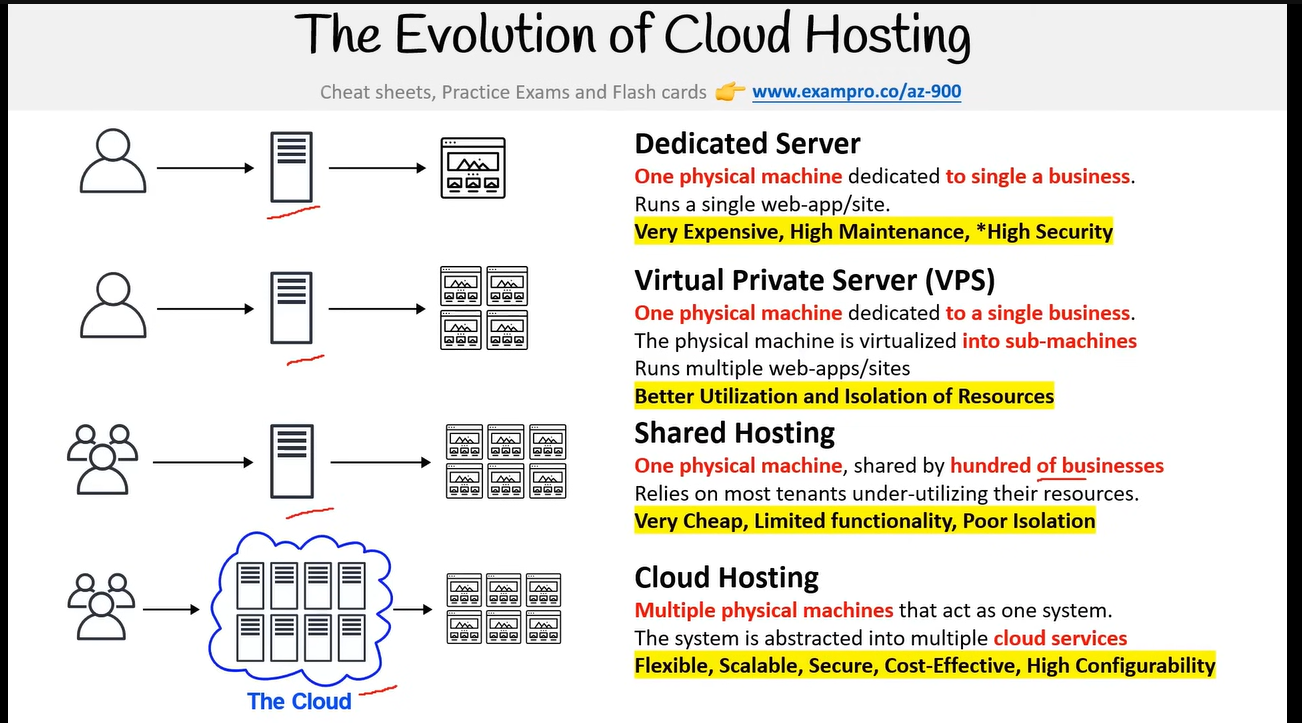 The Evolution of Cloud Hosting
Cheat sheets, Practice Exams and Flash cards 👉 www.exampro.co/az-900
Dedicated Server
One physical machine dedicated to single a business.
Runs a single web-app/site.
Very Expensive, High Maintenance, *High Security
Virtual Private Server (VPS)
One physical machine dedicated to a single business.
The physical machine is virtualized into sub-machines
Runs multiple web-apps/sites
Better Utilization and Isolation of Resources
Shared Hosting
One physical machine, shared by hundred of businesses
Relies on most tenants under-utilizing their resources.
Very Cheap, Limited functionality, Poor Isolation
Cloud Hosting
Multiple physical machines that act as one system.
The system is abstracted into multiple cloud services
Flexible, Scalable, Secure, Cost-Effective, High Configurability
The Cloud